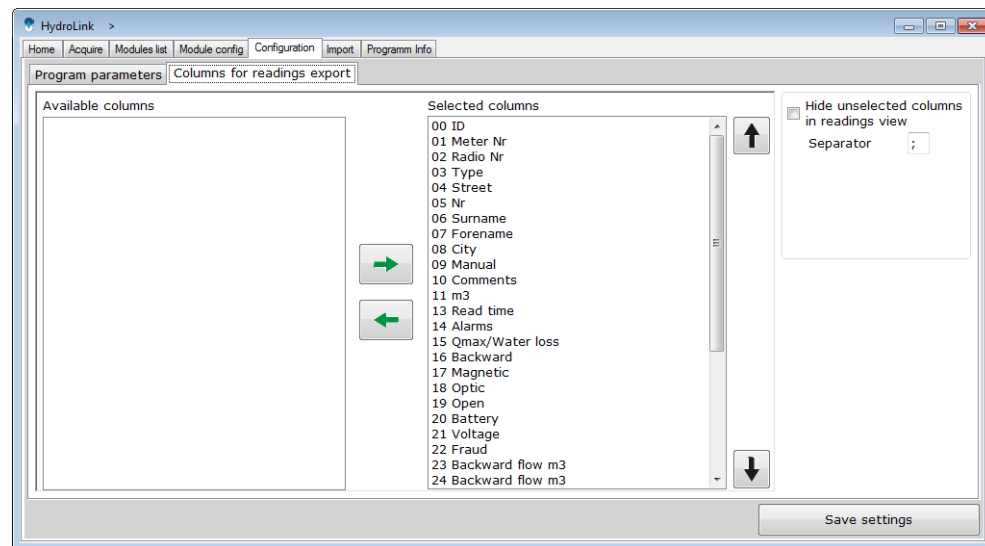 HydroLink >
Home Acquire Modules list Module config Configuration Import Programm Info
Program parameters Columns for readings export
Available columns
Selected columns
00 ID
01 Meter Nr
02 Radio Nr
03 Type
04 Street
05 Nr
06 Surname
07 Forename
08 City
09 Manual
10 Comments
11 m3
13 Read time
14 Alarms
15 Qmax/Water loss
16 Backward
17 Magnetic
18 Optic
19 Open
20 Battery
21 Voltage
22 Fraud
23 Backward flow m3
24 Backward flow m3
Hide unselected columns
in readings view
Separator ;
Save settings